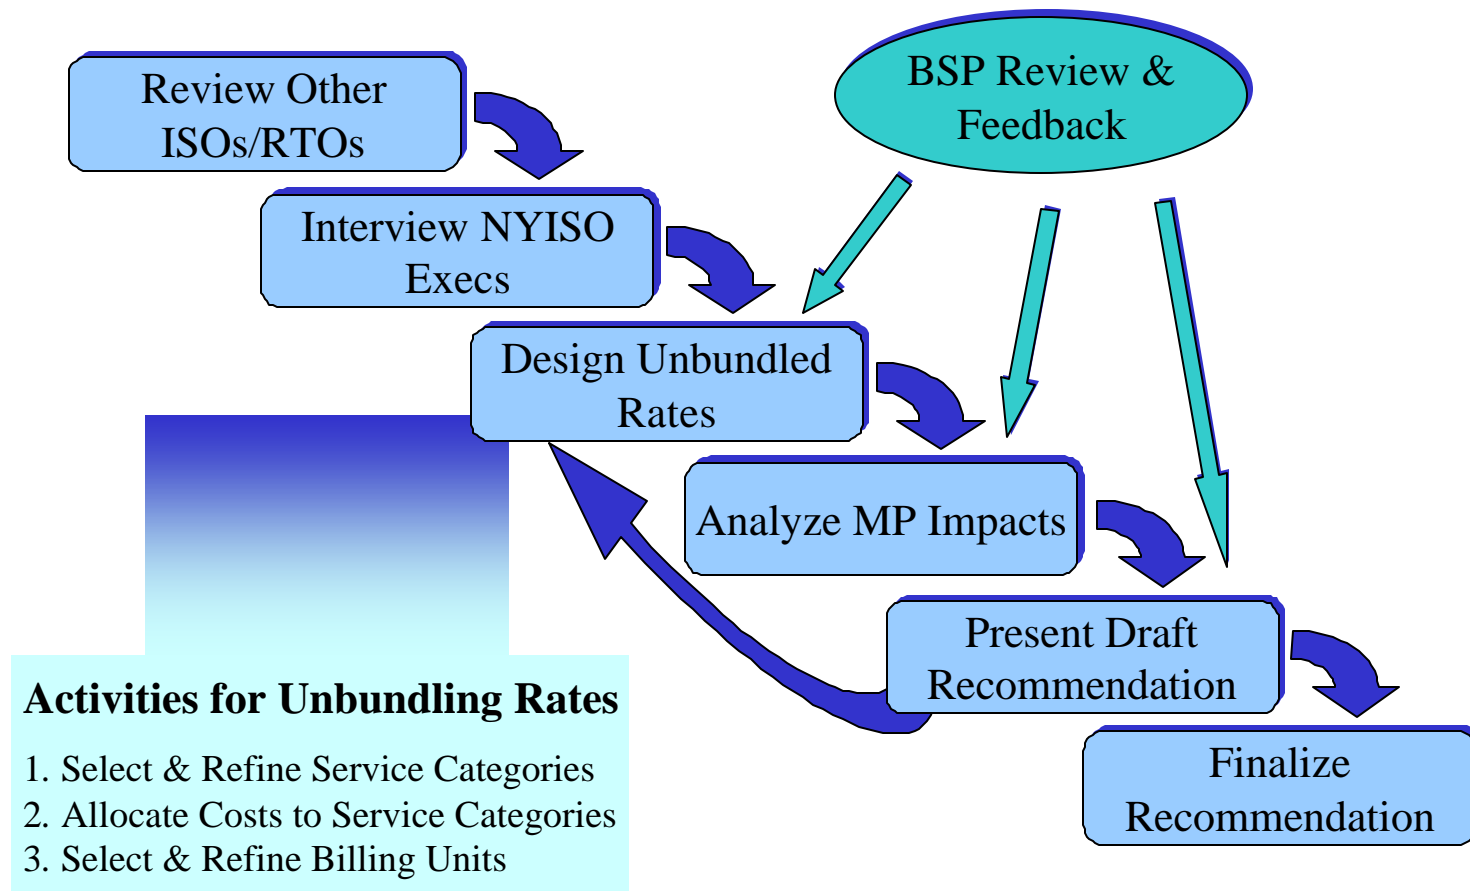 Review Other
ISOs/RTOs
BSP Review &
Feedback
Interview NYISO
Execs
Design Unbundled
Rates
Analyze MP Impacts
Present Draft
Recommendation
Finalize
Recommendation
Activities for Unbundling Rates
1. Select & Refine Service Categories
2. Allocate Costs to Service Categories
3. Select & Refine Billing Units